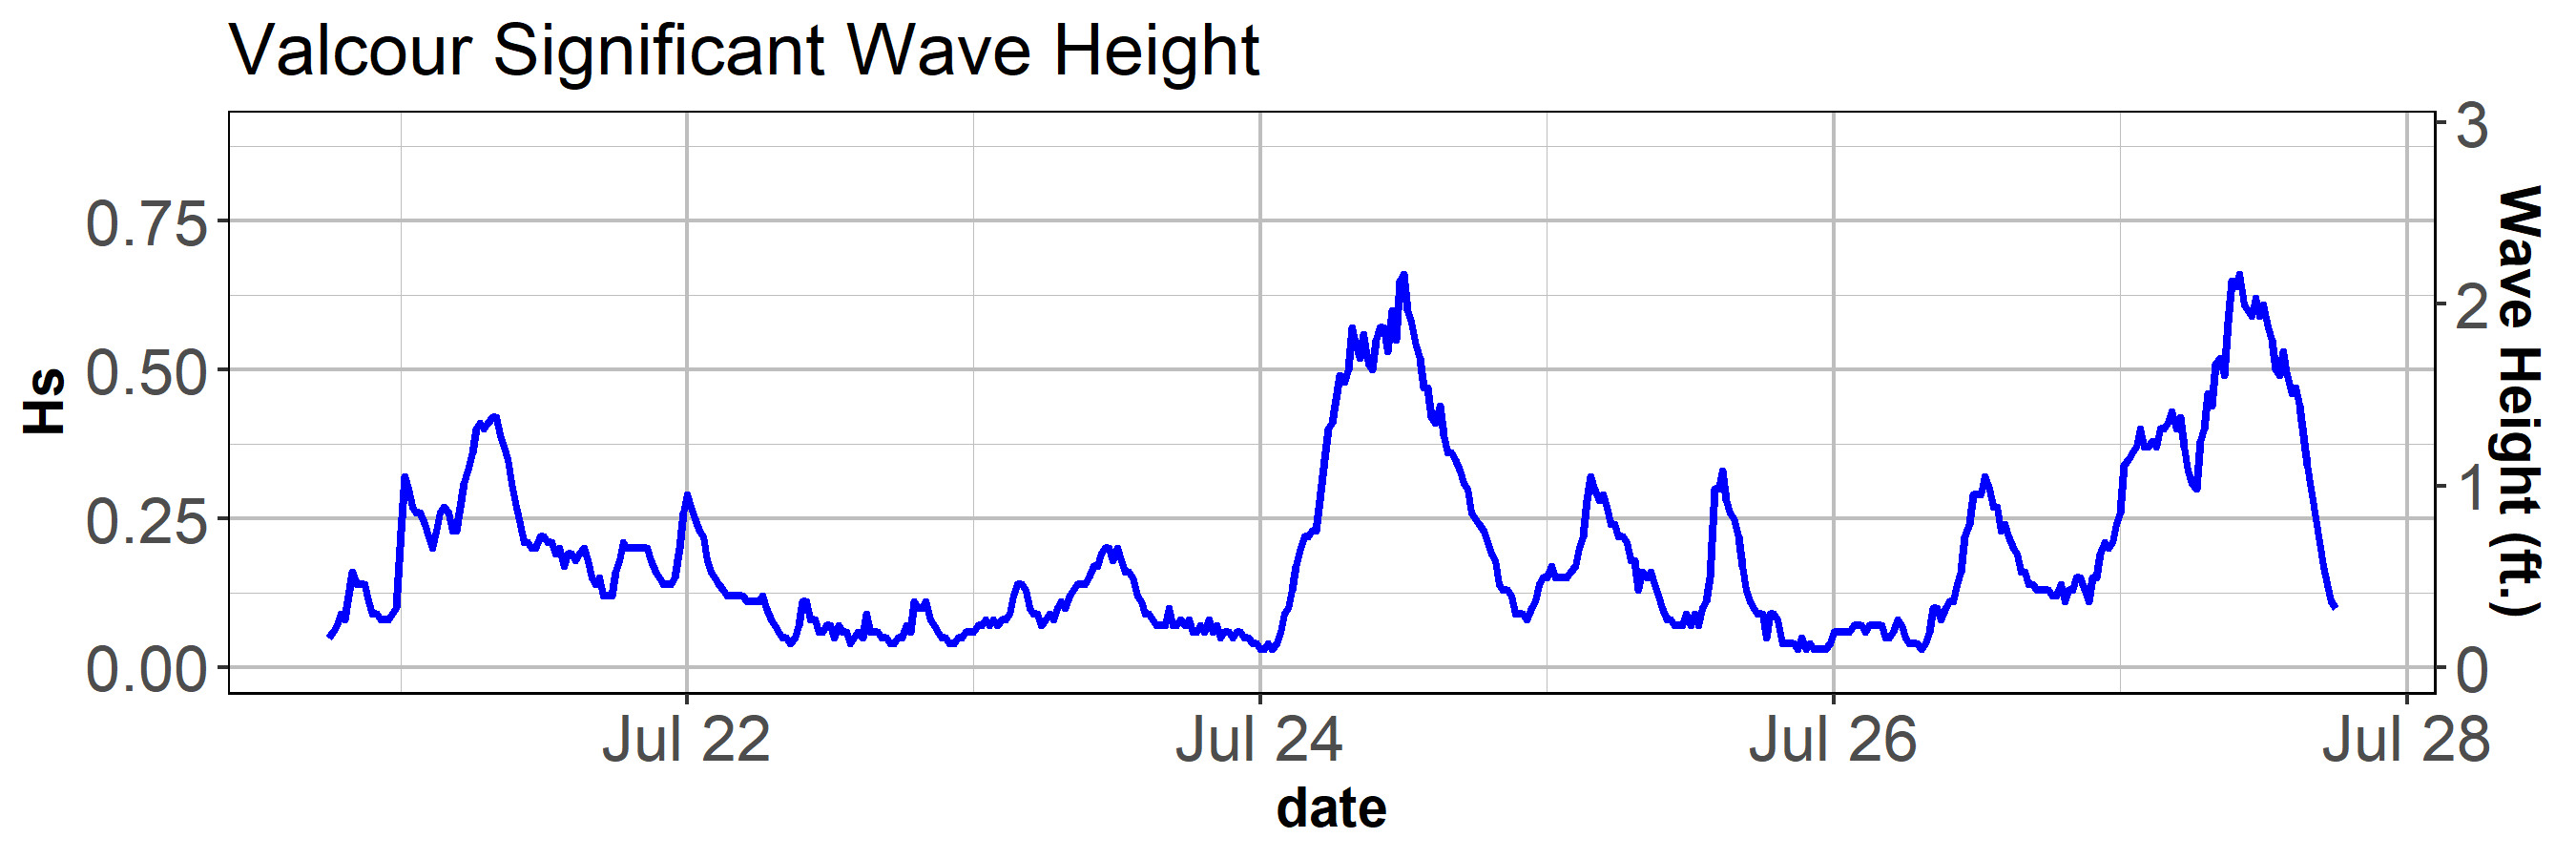 Valcour Significant Wave Height
Hs
0.75
0.50
0.25
0.00
3
2
1
0
Wave Height (ft.)
Jul 22
Jul 24
Jul 26
Jul 28
date